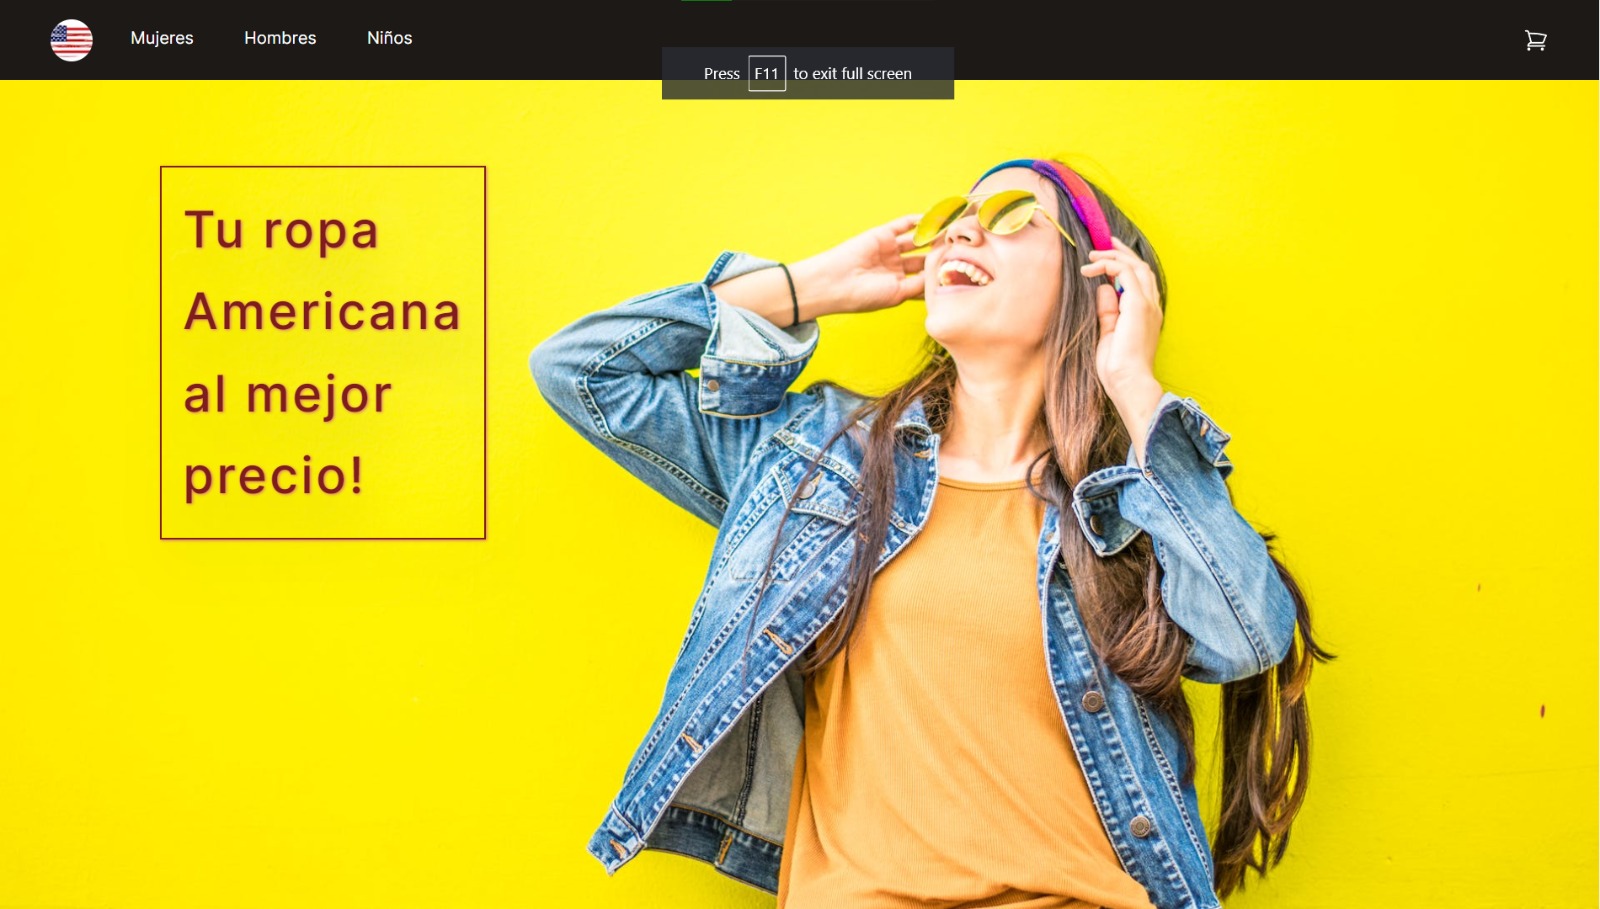 Mujeres Hombres Niños
Press F11 to exit full screen
Tu ropa
Americana
al mejor
precio!